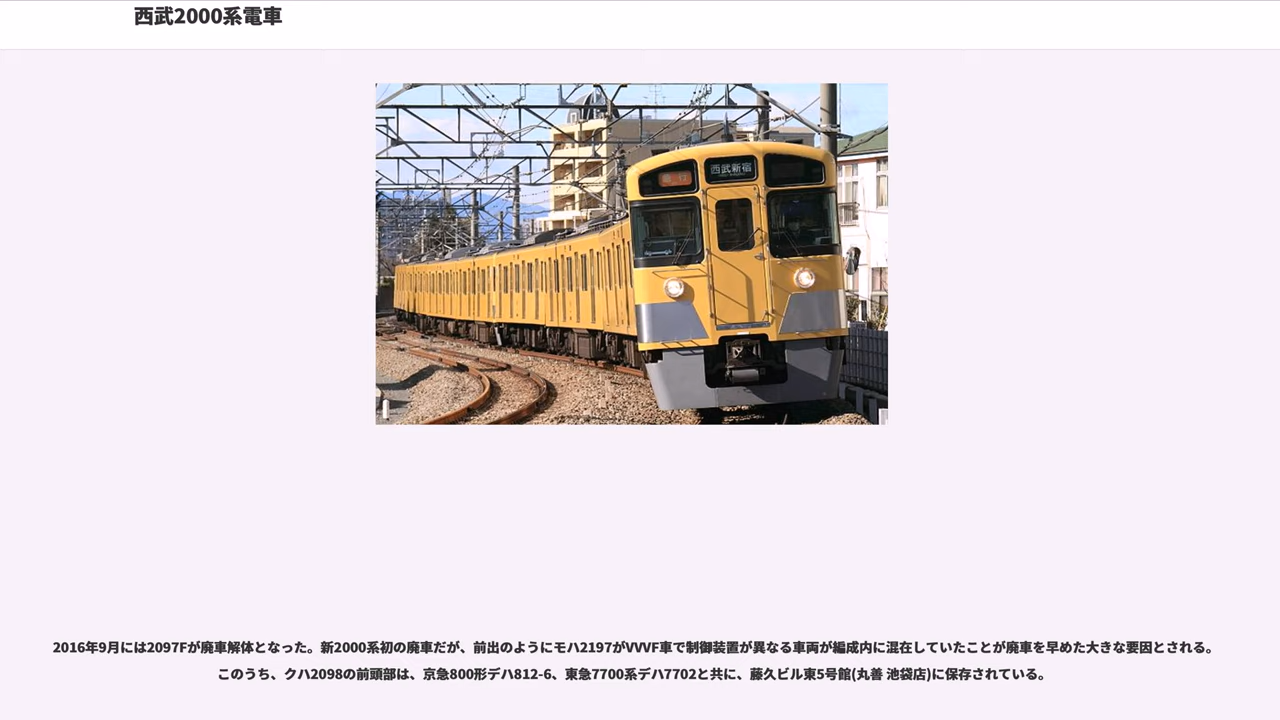 西武2000系電車
急行
西武新宿
2016年9月には2097Fが廃車解体となった。新2000系初の廃車だが、前出のようにモハ2197がVVVF車で制御装置が異なる車両が編成内に混在していたことが廃車を早めた大きな要因とされる。
このうち、クハ2098の前頭部は、京急800形デハ812-6、東急7700系デハ7702と共に、藤久ビル東5号館(丸善 池袋店)に保存されている。